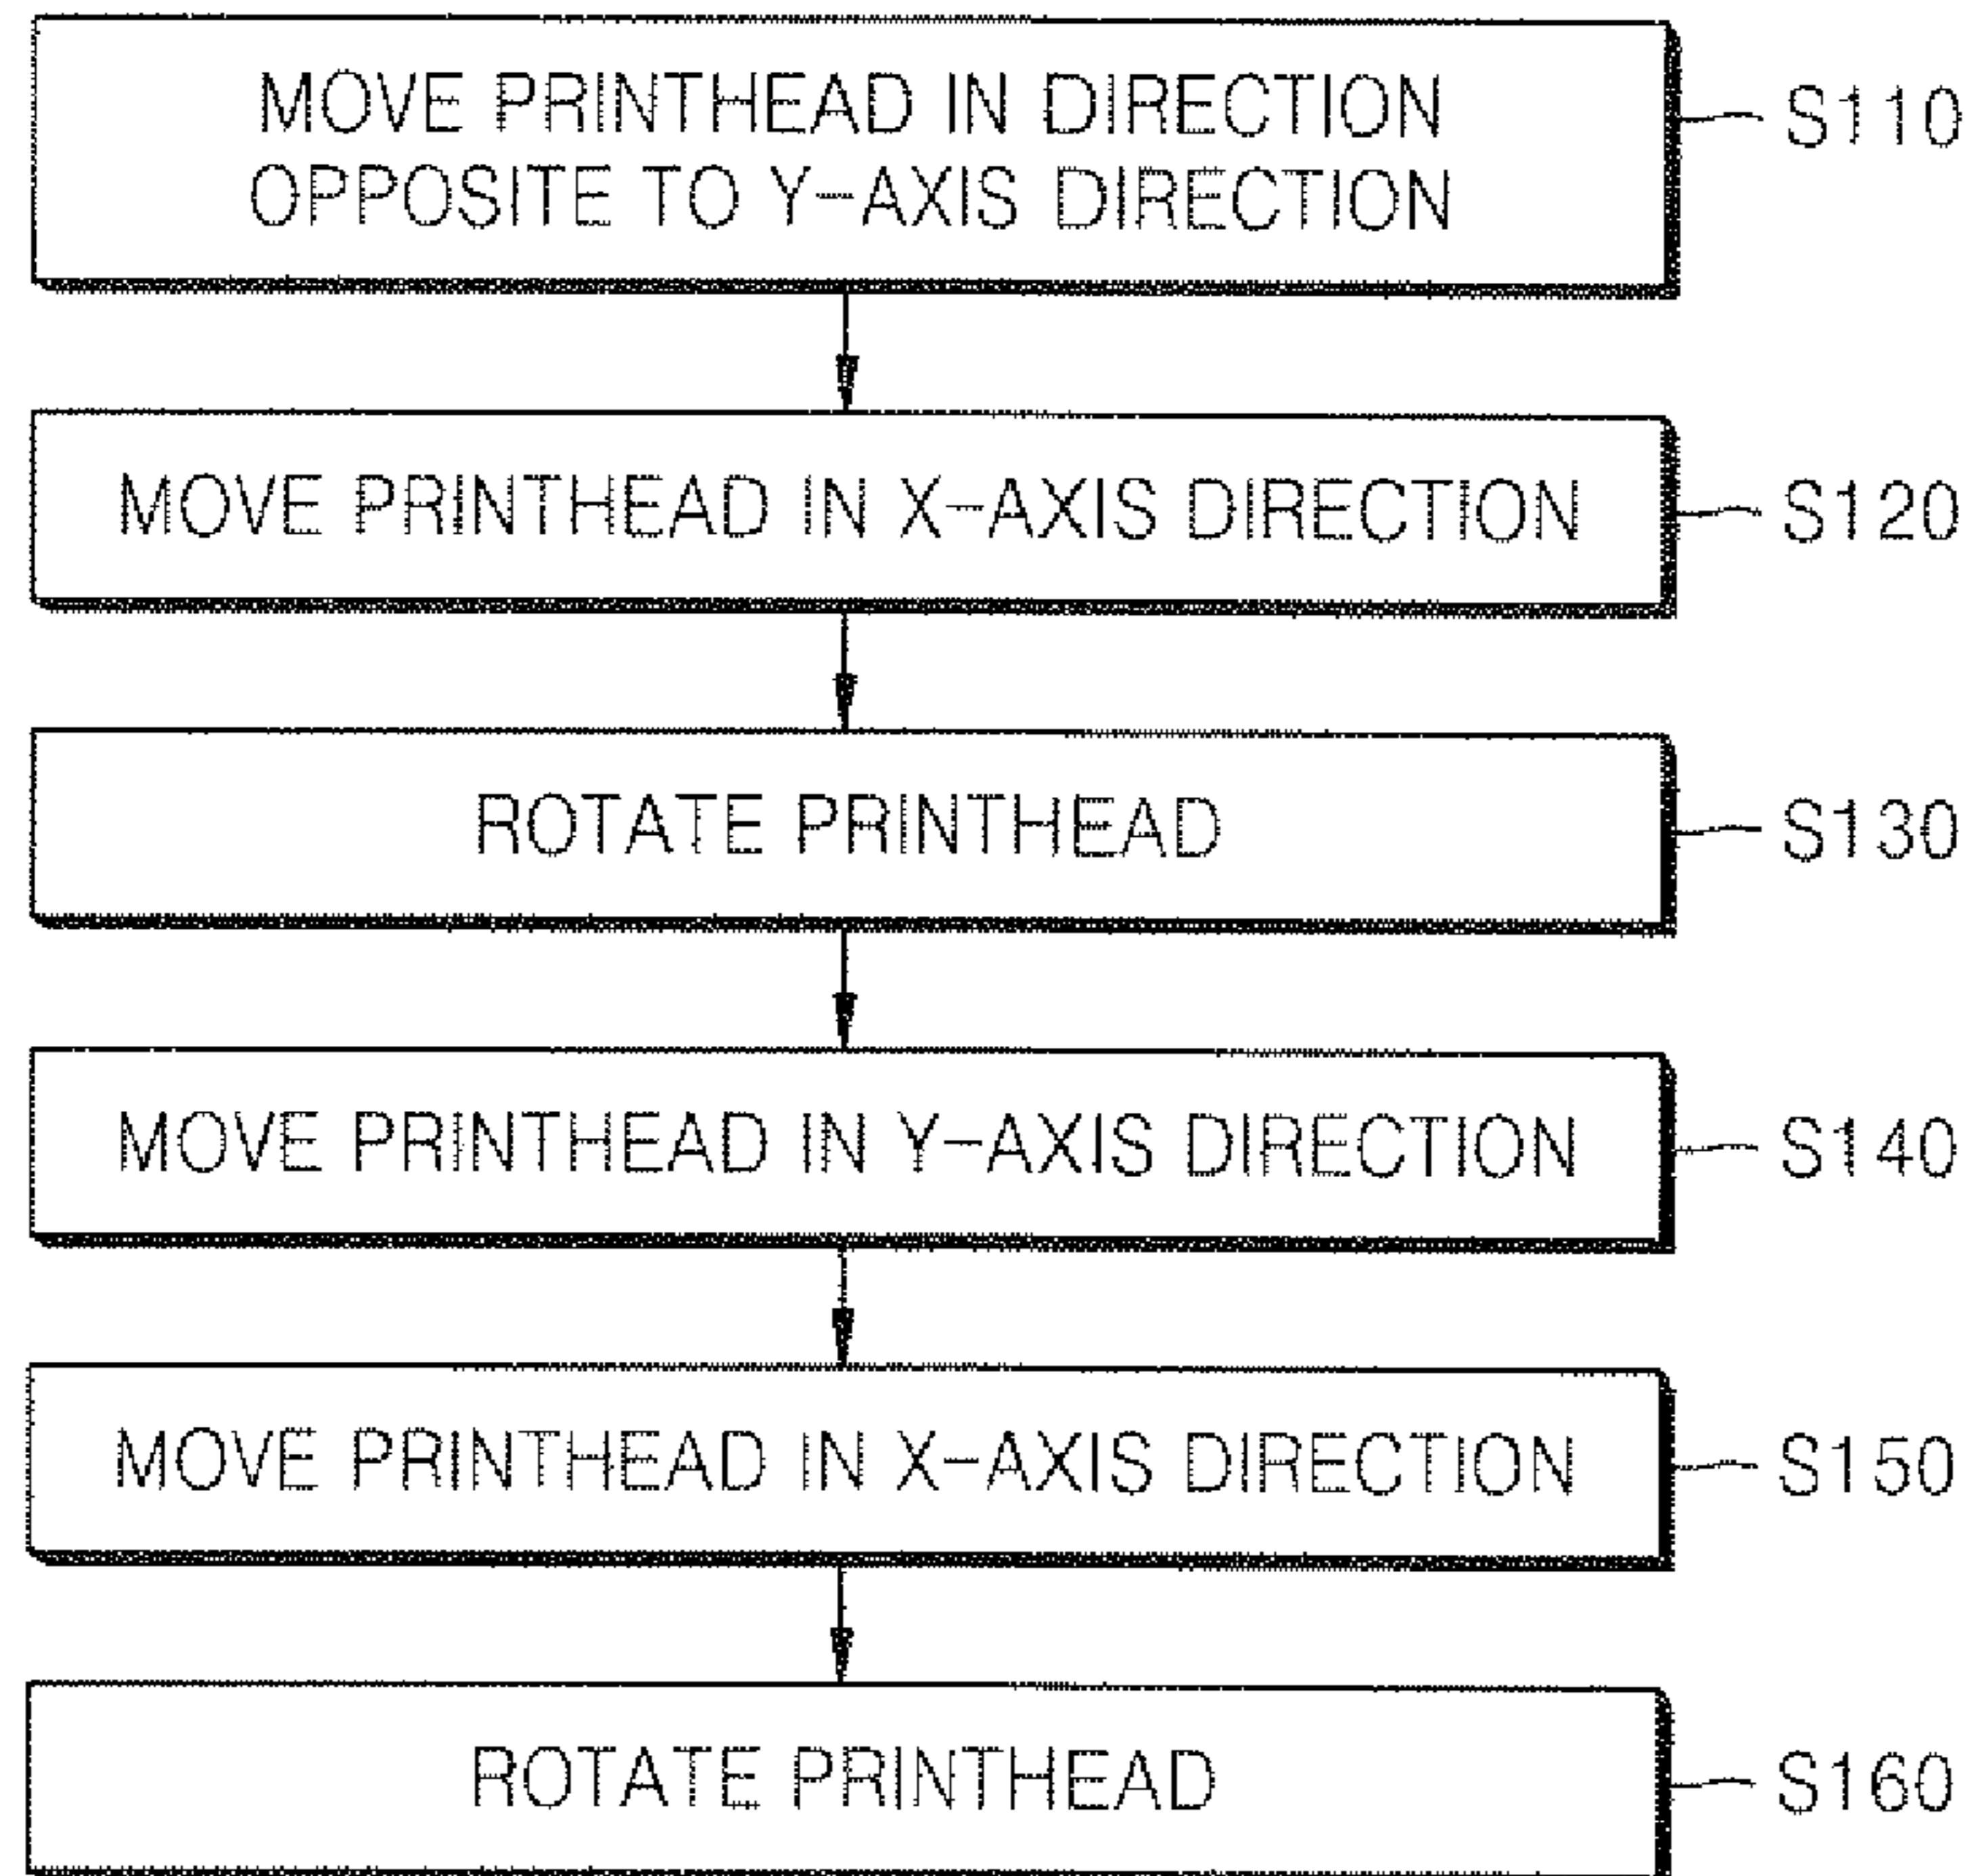 MOVE PRINTHEAD IN DIRECTION
OPPOSITE TO Y-AXIS DIRECTION
S110
MOVE PRINTHEAD IN X-AXIS DIRECTION
S120
ROTATE PRINTHEAD
S130
MOVE PRINTHEAD IN Y-AXIS DIRECTION
S140
MOVE PRINTHEAD IN X-AXIS DIRECTION
S150
ROTATE PRINTHEAD
S160